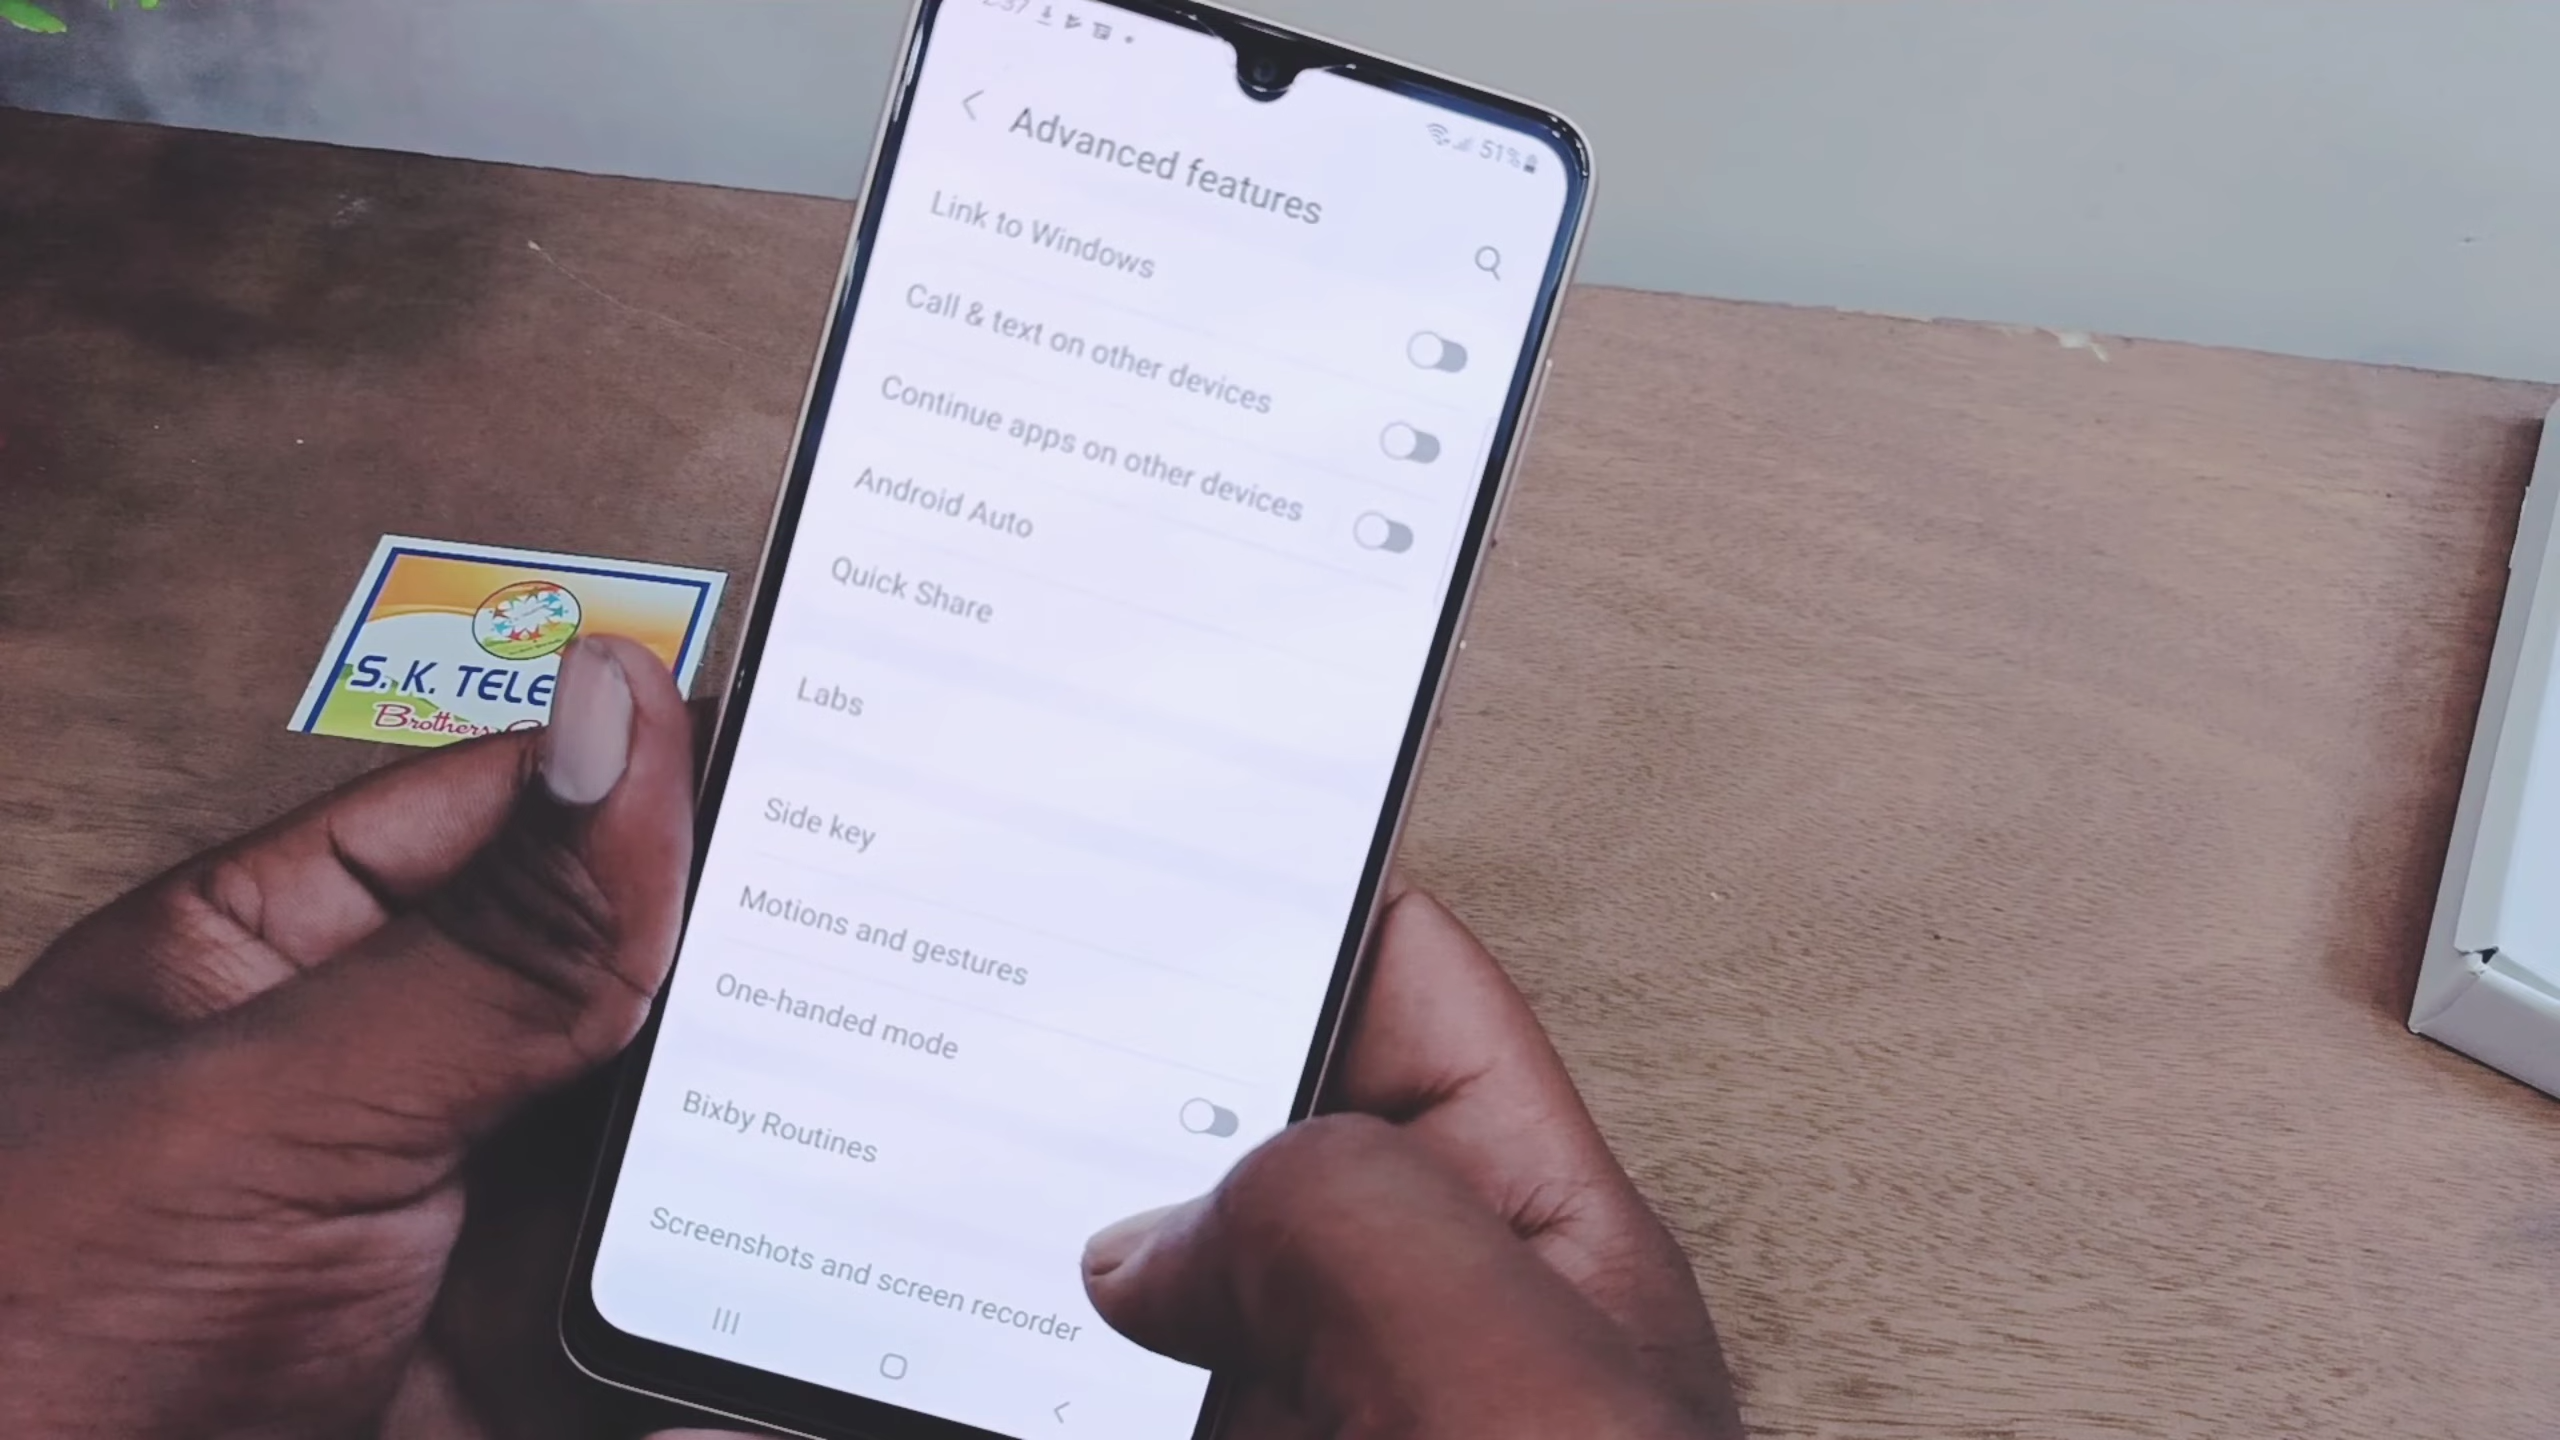 51%
Advanced features
Link to Windows
Call & text on other devices
Continue apps on other devices
Android Auto
Quick Share
Labs
Side key
Motions and gestures
One-handed mode
Bixby Routines
Screenshots and screen recorder
S. K. TELE
Brothers